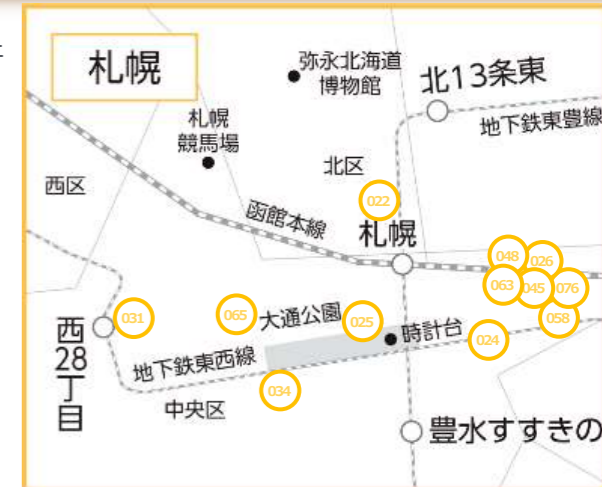 札幌
弥永北海道
博物館
北13条東
地下鉄東豊線
札幌
競馬場
北区
西区
022
函館本線
札幌
048
026
063
045
076
031
065
大通公園
025
058
西28丁目
時計台
024
地下鉄東西線
034
中央区
豊水すすきの